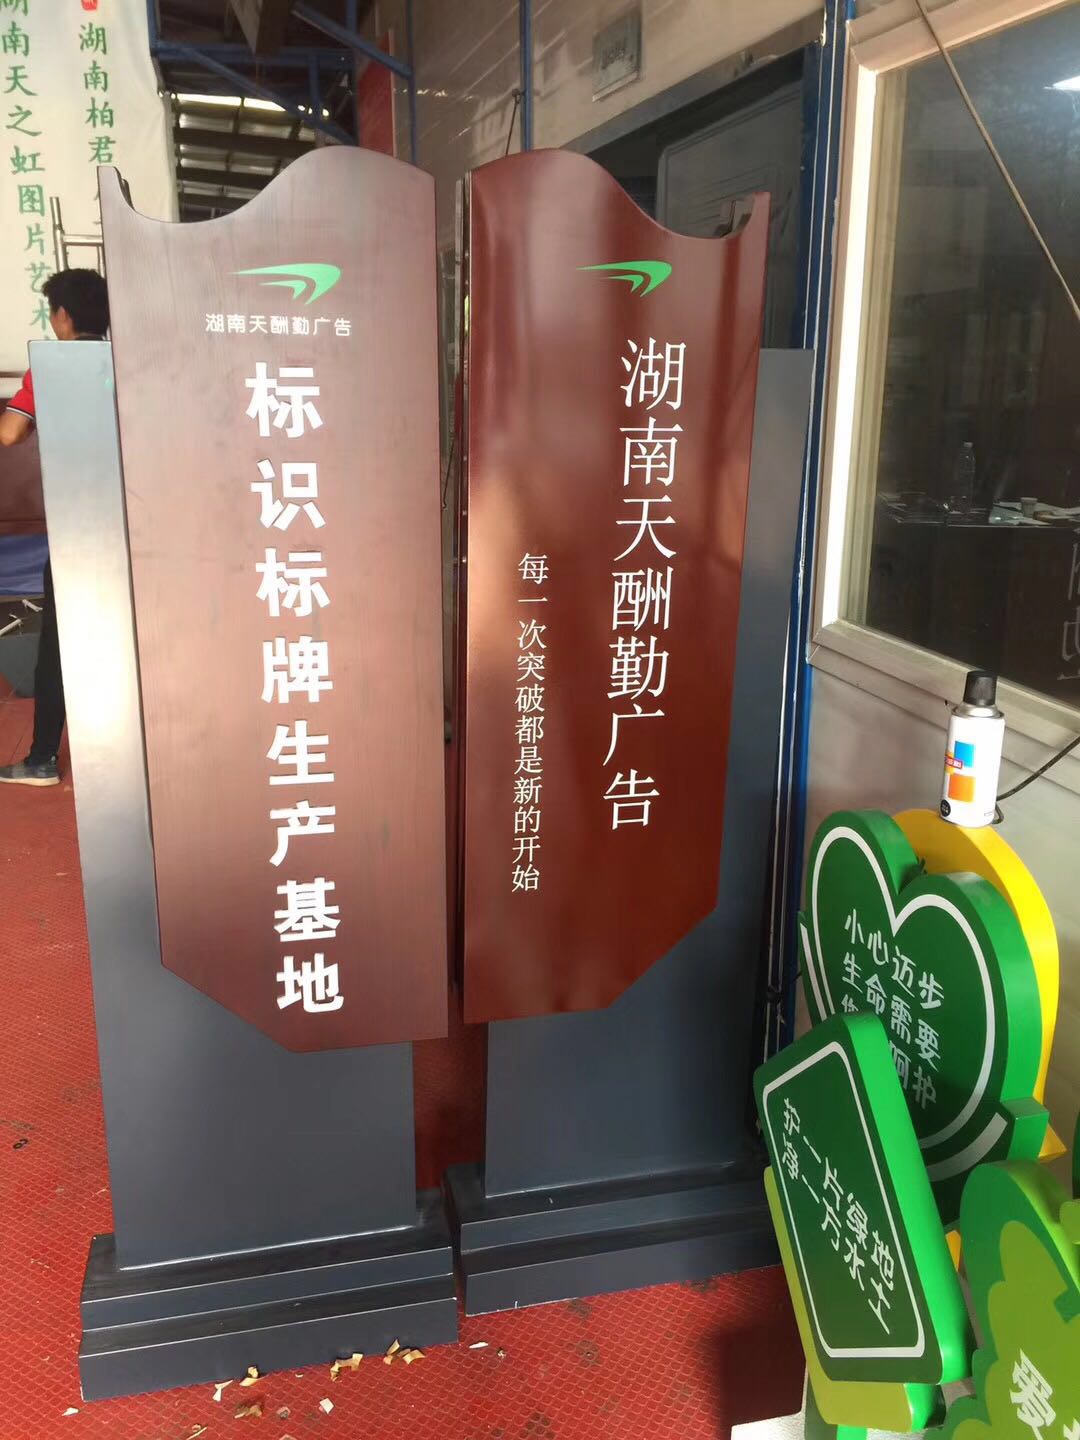 湖南柏君
湖南天之虹图片艺术
湖南天酬勤广告
标识标牌生产基地
湖南天酬勤广告
每一次突破都是新的开始
小心迈步
生命需要
呵护
护一片绿地
净一方水土
爱